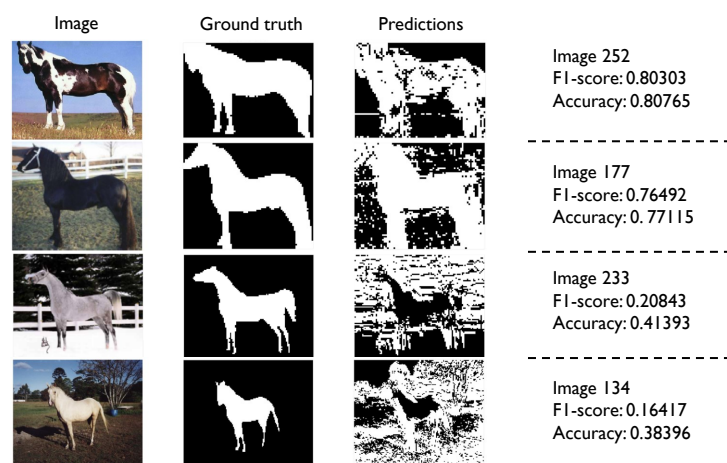 Image
Ground truth
Predictions
Image 252
F1-score: 0.80303
Accuracy: 0.80765
Image 177
F1-score: 0.76492
Accuracy: 0. 77115
Image 233
F1-score: 0.20843
Accuracy: 0.41393
Image 134
F1-score: 0.16417
Accuracy: 0.38396